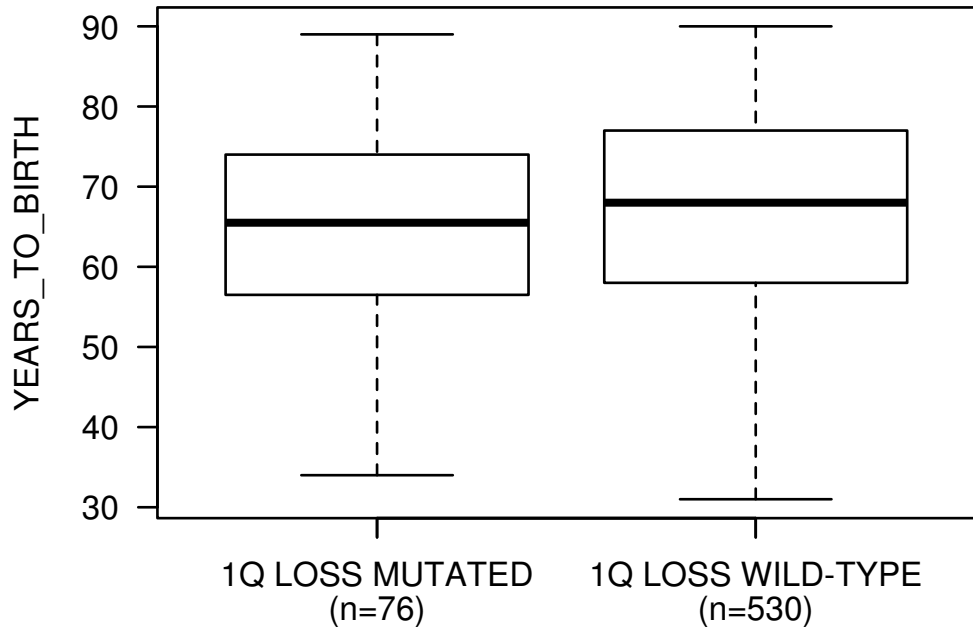 YEARS_TO_BIRTH
90
80
70
60
50
40
30
1Q LOSS MUTATED
(n=76)
1Q LOSS WILD-TYPE
(n=530)